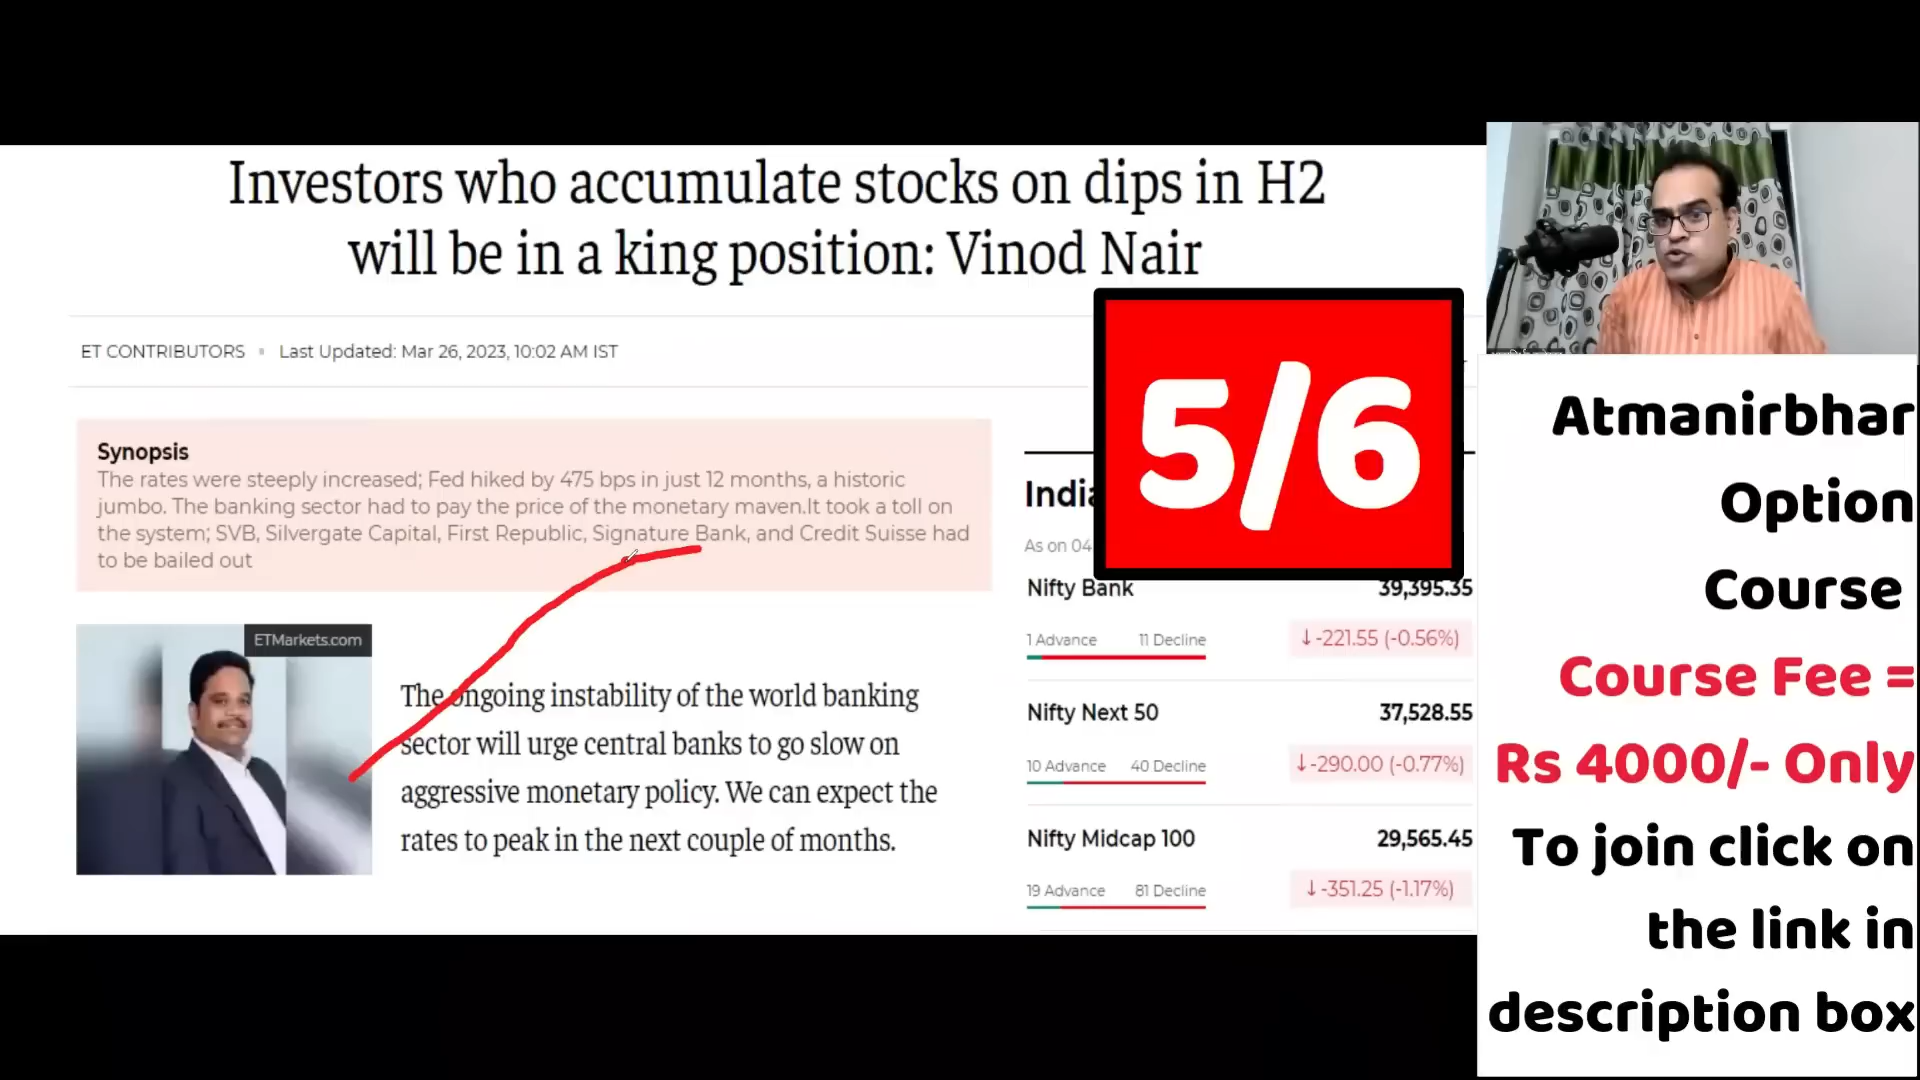 Investors who accumulate stocks on dips in H2
will be in a king position: Vinod Nair
ET CONTRIBUTORS
Last Updated: Mar 26, 2023, 10:02 AM IST
Synopsis
The rates were steeply increased; Fed hiked by 475 bps in just 12 months, a historic
jumbo. The banking sector had to pay the price of the monetary maven.It took a toll on
the system; SVB, Silvergate Capital, First Republic, Signature Bank, and Credit Suisse had
to be bailed out
ETMarkets.com
The ongoing instability of the world banking
sector will urge central banks to go slow on
aggressive monetary policy. We can expect the
rates to peak in the next couple of months.
5/6
As on 04
Nifty Bank 39,395.35
1 Advance 11 Decline ↓-221.55 (-0.56%)
Nifty Next 50 37,528.55
10 Advance 40 Decline ↓-290.00 (-0.77%)
Nifty Midcap 100 29,565.45
19 Advance 81 Decline ↓-351.25 (-1.17%)
Atmanirbhar
Option
Course
Course Fee =
Rs 4000/- Only
To join click on
the link in
description box